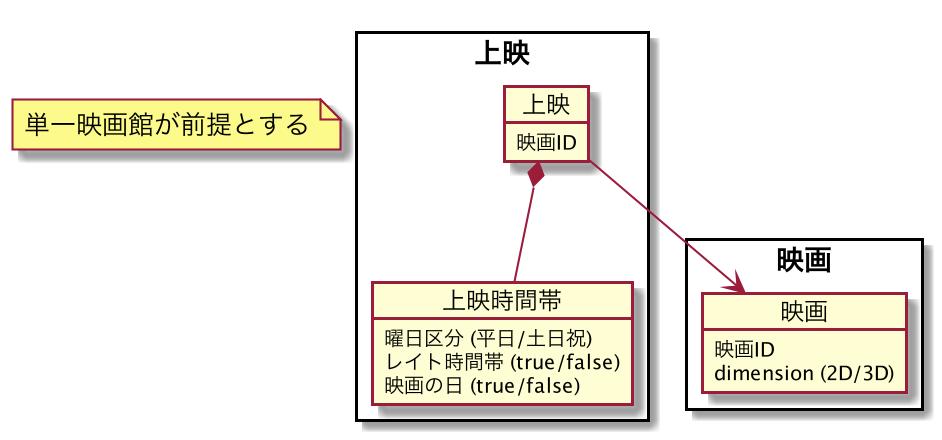 単一映画館が前提とする
上映
上映
映画ID
上映時間帯
曜日区分 (平日/土日祝)
レイト時間帯 (true/false)
映画の日 (true/false)
映画
映画
映画ID
dimension (2D/3D)